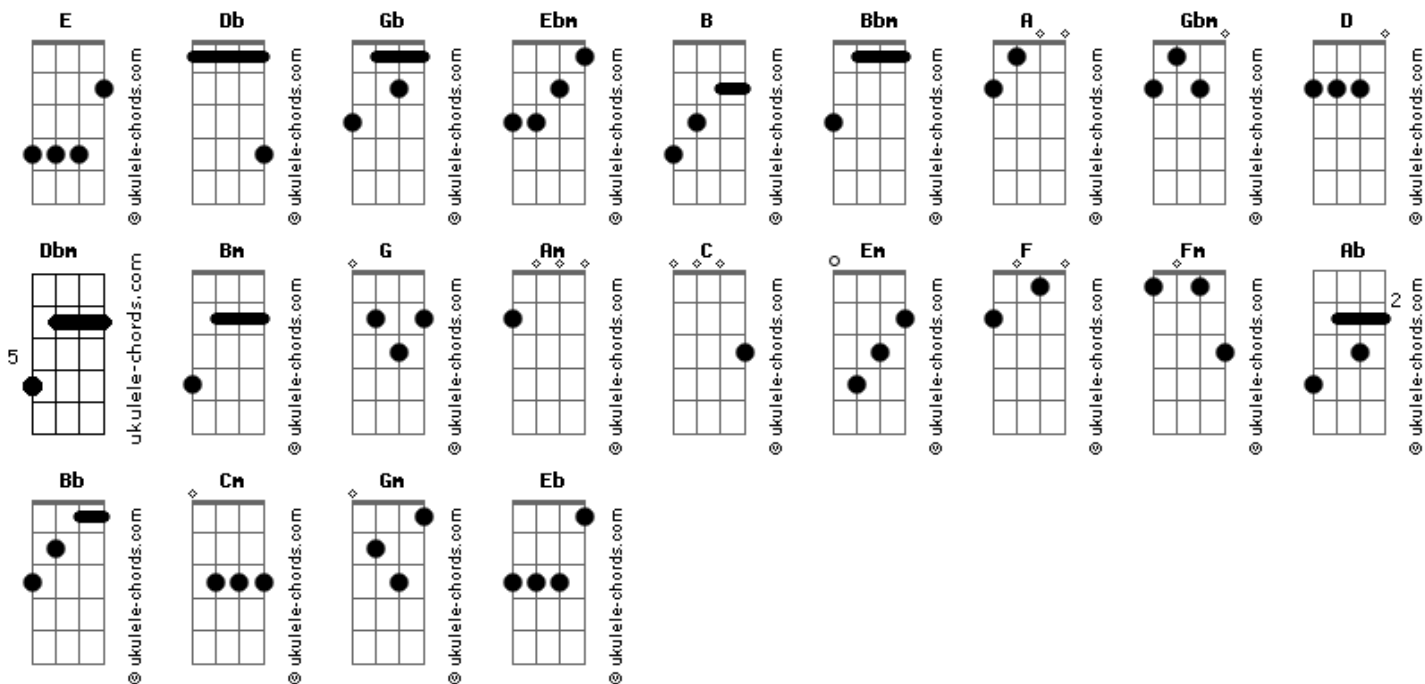 E Db Gb Ebm B Bbm A Gbm D
© ukulele-chords.com © ukulele-chords.com © ukulele-chords.com © ukulele-chords.com © ukulele-chords.com © ukulele-chords.com © ukulele-chords.com © ukulele-chords.com © ukulele-chords.com
Dbm Bm G Am C Em F Fm Ab
5 2
ukulele-chords.com © ukulele-chords.com © ukulele-chords.com © ukulele-chords.com © ukulele-chords.com © ukulele-chords.com © ukulele-chords.com © ukulele-chords.com © ukulele-chords.com
Bb Cm Gm Eb
© ukulele-chords.com © ukulele-chords.com © ukulele-chords.com © ukulele-chords.com